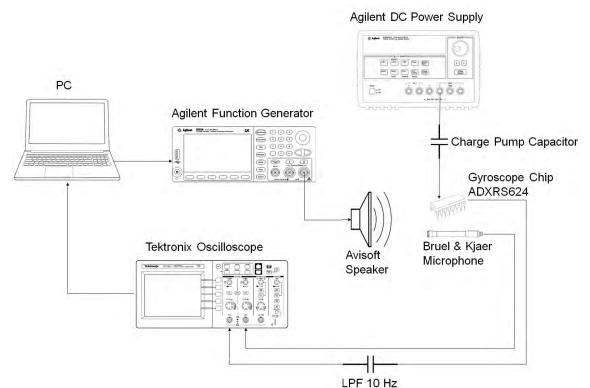 Agilent DC Power Supply
PC
Agilent Function Generator
Charge Pump Capacitor
Gyroscope Chip
ADXRS624
Avisoft
Speaker
Bruel & Kjaer
Microphone
Tektronix Oscilloscope
LPF 10 Hz